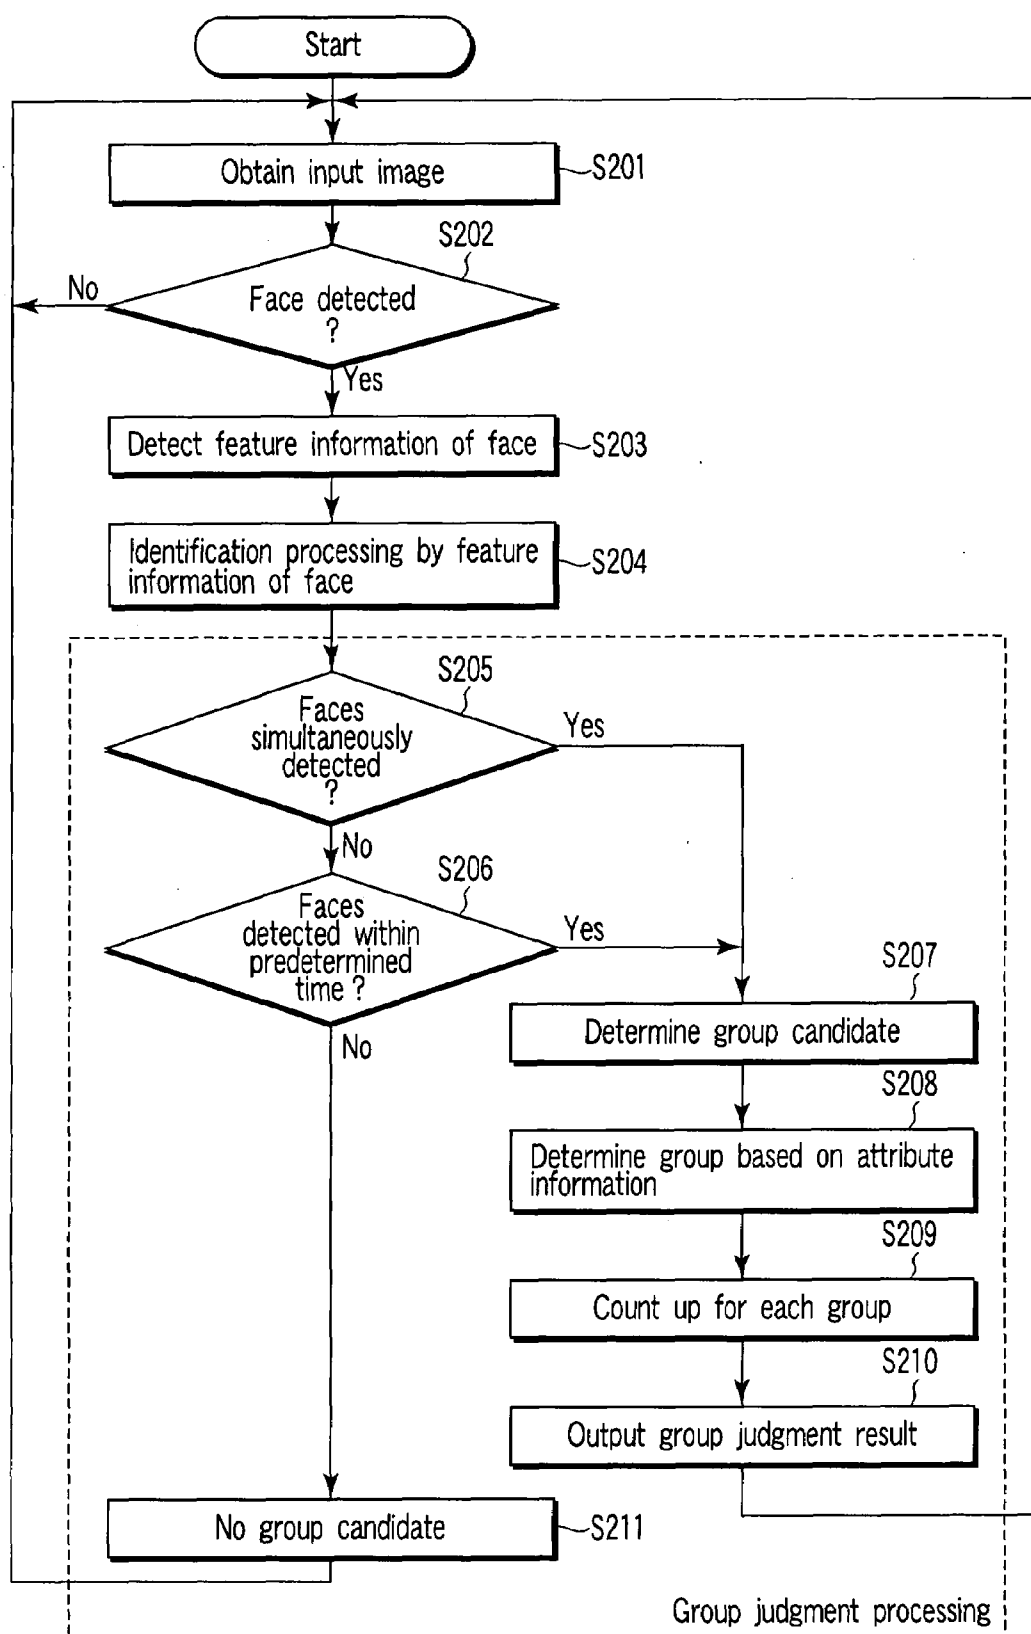 Start
Obtain input image
S201
S202
No
Face detected
?
Yes
Detect feature information of face
S203
Identification processing by feature
information of face
S204
S205
Faces
simultaneously
detected
?
Yes
No
S206
Faces
detected within
predetermined
time ?
Yes
No
S207
Determine group candidate
S208
Determine group based on attribute
information
S209
Count up for each group
S210
Output group judgment result
No group candidate
S211
Group judgment processing